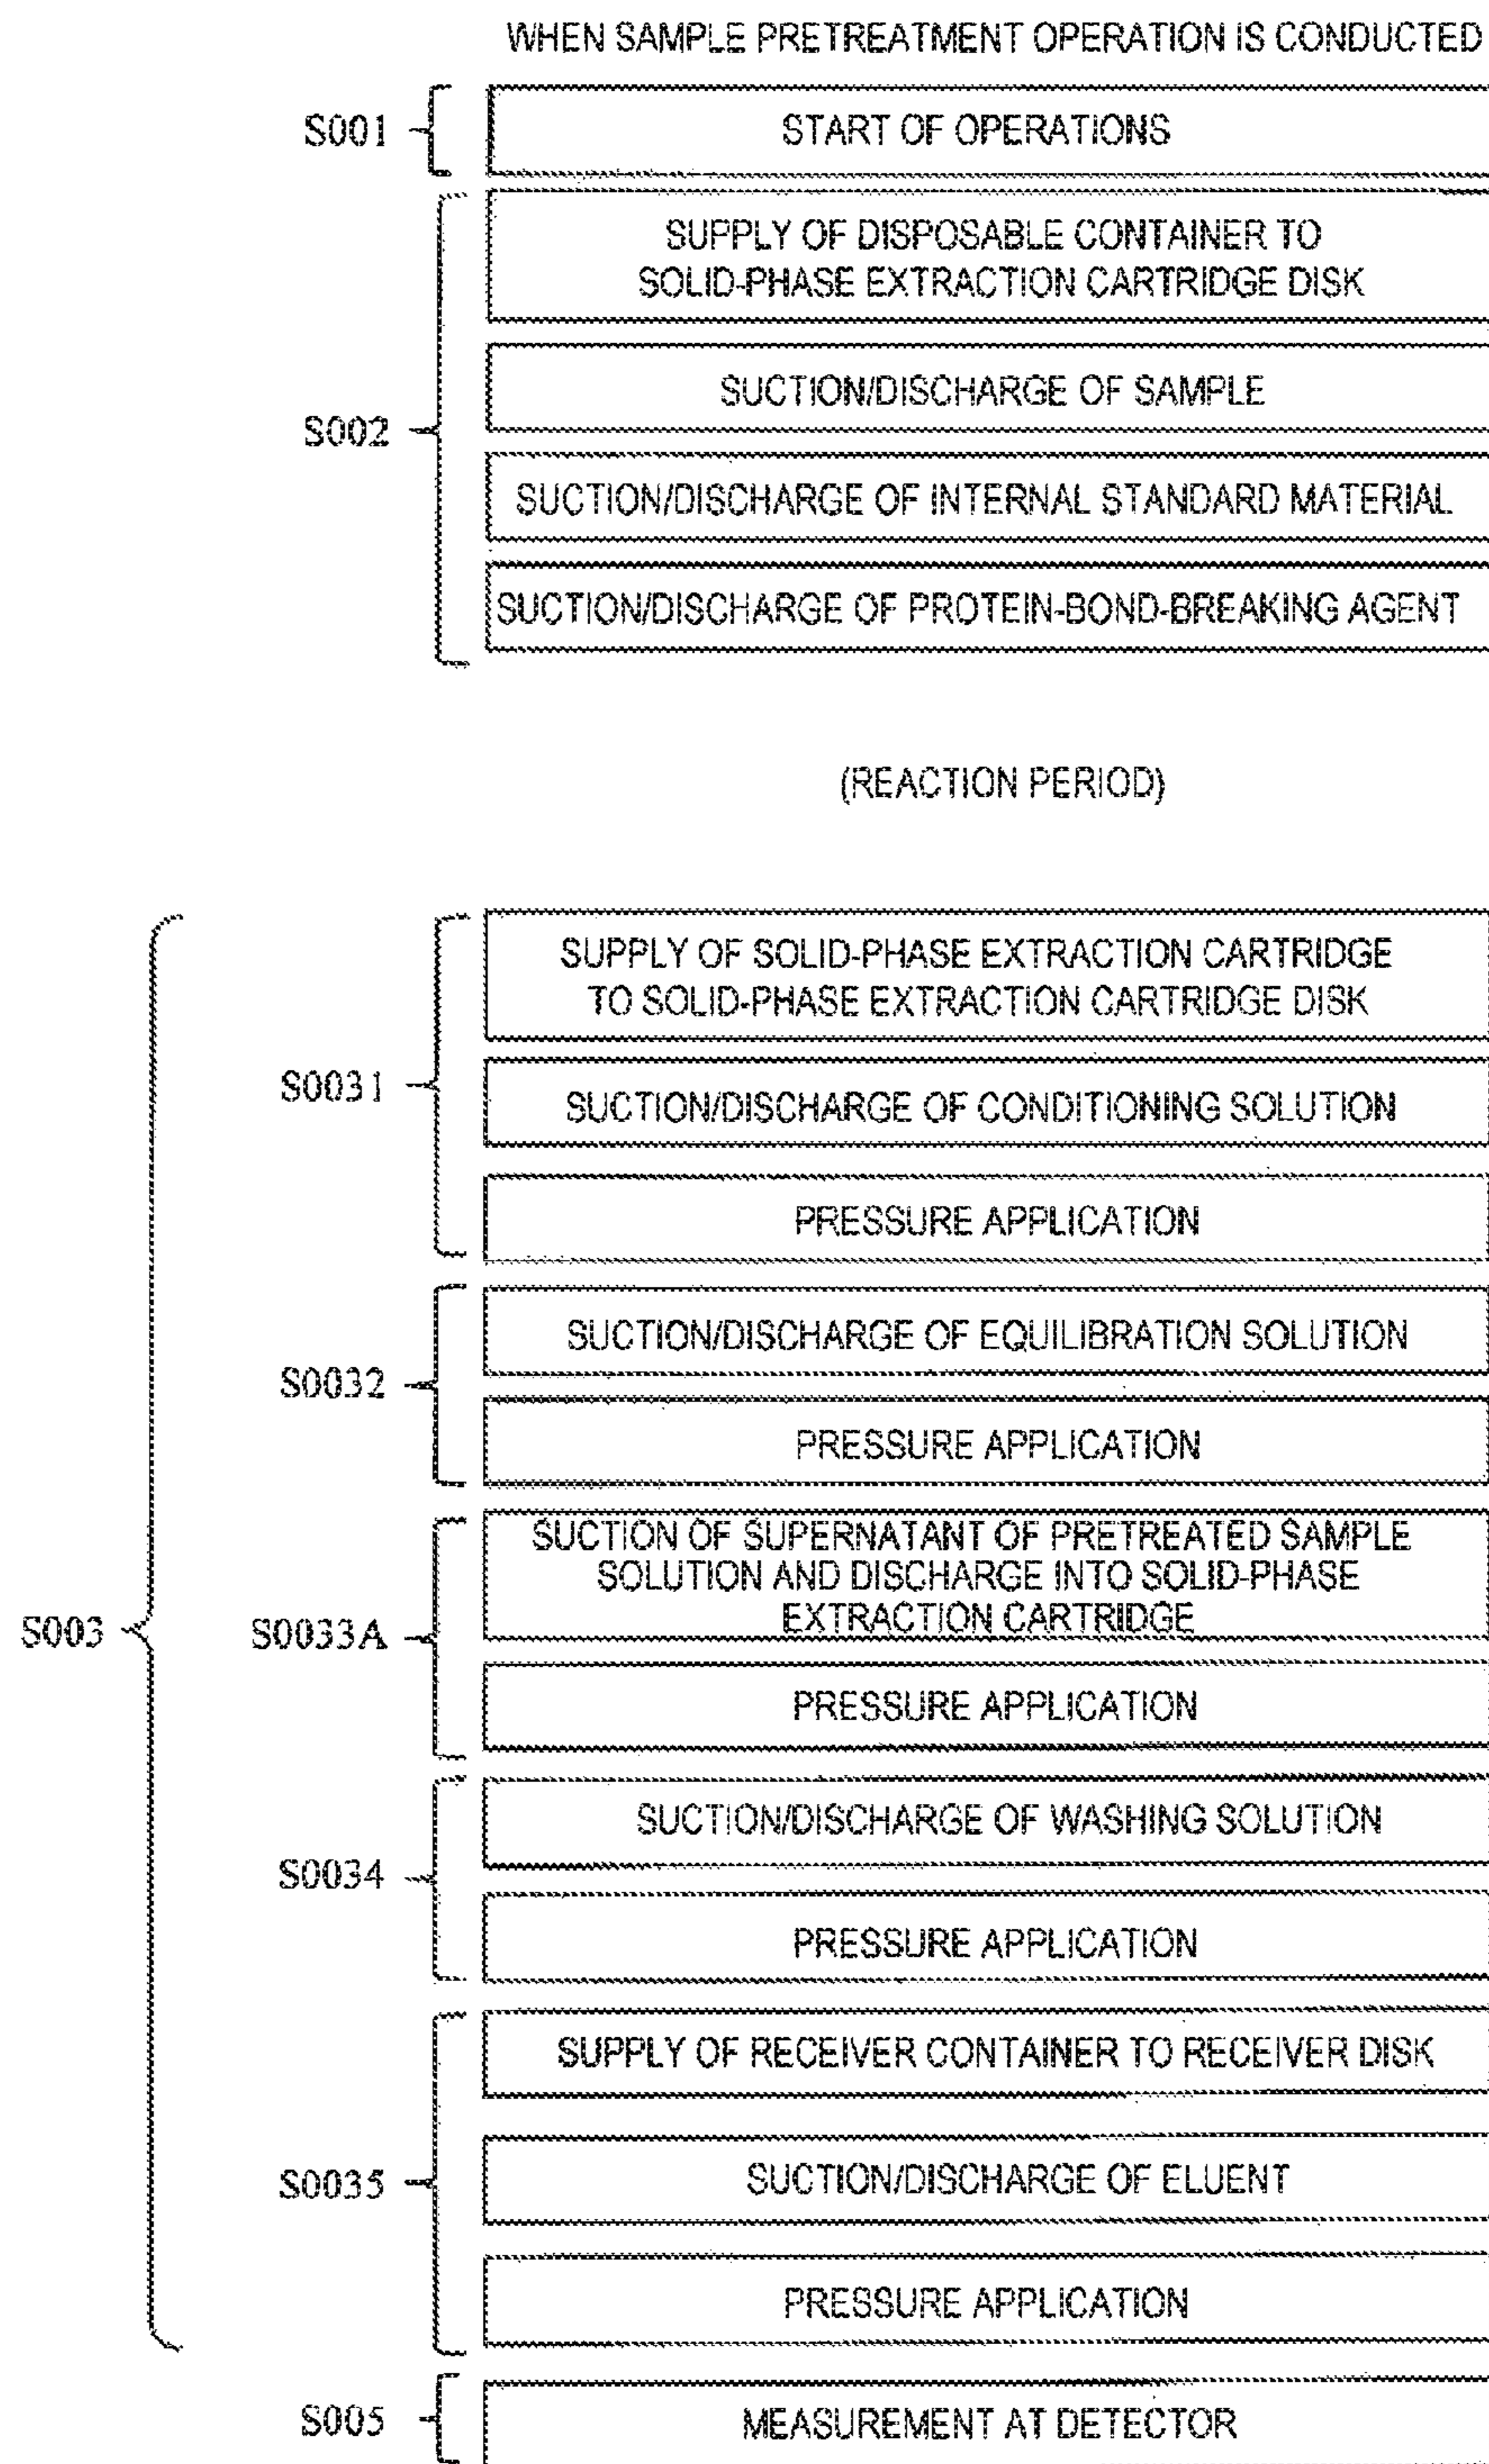 WHEN SAMPLE PRETREATMENT OPERATION IS CONDUCTED
S001
START OF OPERATIONS
S002
SUPPLY OF DISPOSABLE CONTAINER TO
SOLID-PHASE EXTRACTION CARTRIDGE DISK
SUCTION/DISCHARGE OF SAMPLE
SUCTION/DISCHARGE OF INTERNAL STANDARD MATERIAL
SUCTION/DISCHARGE OF PROTEIN-BOND-BREAKING AGENT
(REACTION PERIOD)
S003
S0031
SUPPLY OF SOLID-PHASE EXTRACTION CARTRIDGE
TO SOLID-PHASE EXTRACTION CARTRIDGE DISK
SUCTION/DISCHARGE OF CONDITIONING SOLUTION
PRESSURE APPLICATION
S0032
SUCTION/DISCHARGE OF EQUILIBRATION SOLUTION
PRESSURE APPLICATION
S0033A
SUCTION OF SUPERNATANT OF PRETREATED SAMPLE
SOLUTION AND DISCHARGE INTO SOLID-PHASE
EXTRACTION CARTRIDGE
PRESSURE APPLICATION
S0034
SUCTION/DISCHARGE OF WASHING SOLUTION
PRESSURE APPLICATION
S0035
SUPPLY OF RECEIVER CONTAINER TO RECEIVER DISK
SUCTION/DISCHARGE OF ELUENT
PRESSURE APPLICATION
S005
MEASUREMENT AT DETECTOR